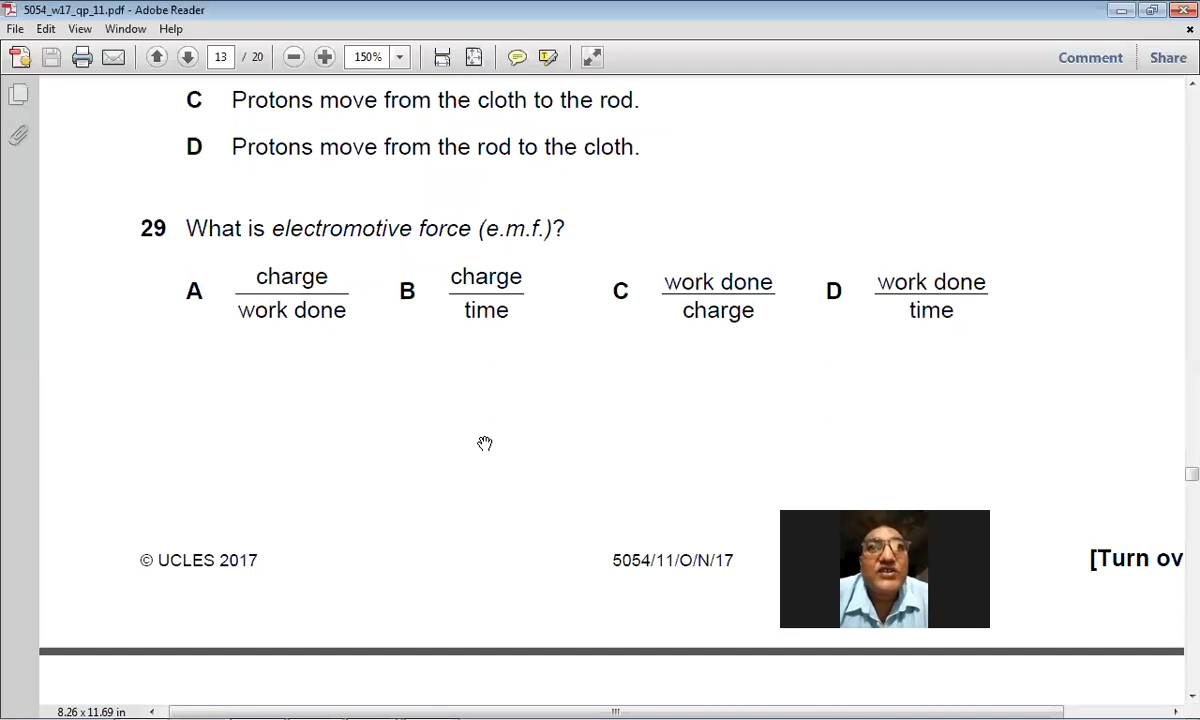 5054_w17_qp_11.pdf - Adobe Reader
File Edit View Window Help
13 / 20 150% Comment Share
C Protons move from the cloth to the rod.
D Protons move from the rod to the cloth.
29 What is electromotive force (e.m.f.)?
A charge / work done B charge / time C work done / charge D work done / time
© UCLES 2017 5054/11/O/N/17 [Turn ov
8.26 x 11.69 in